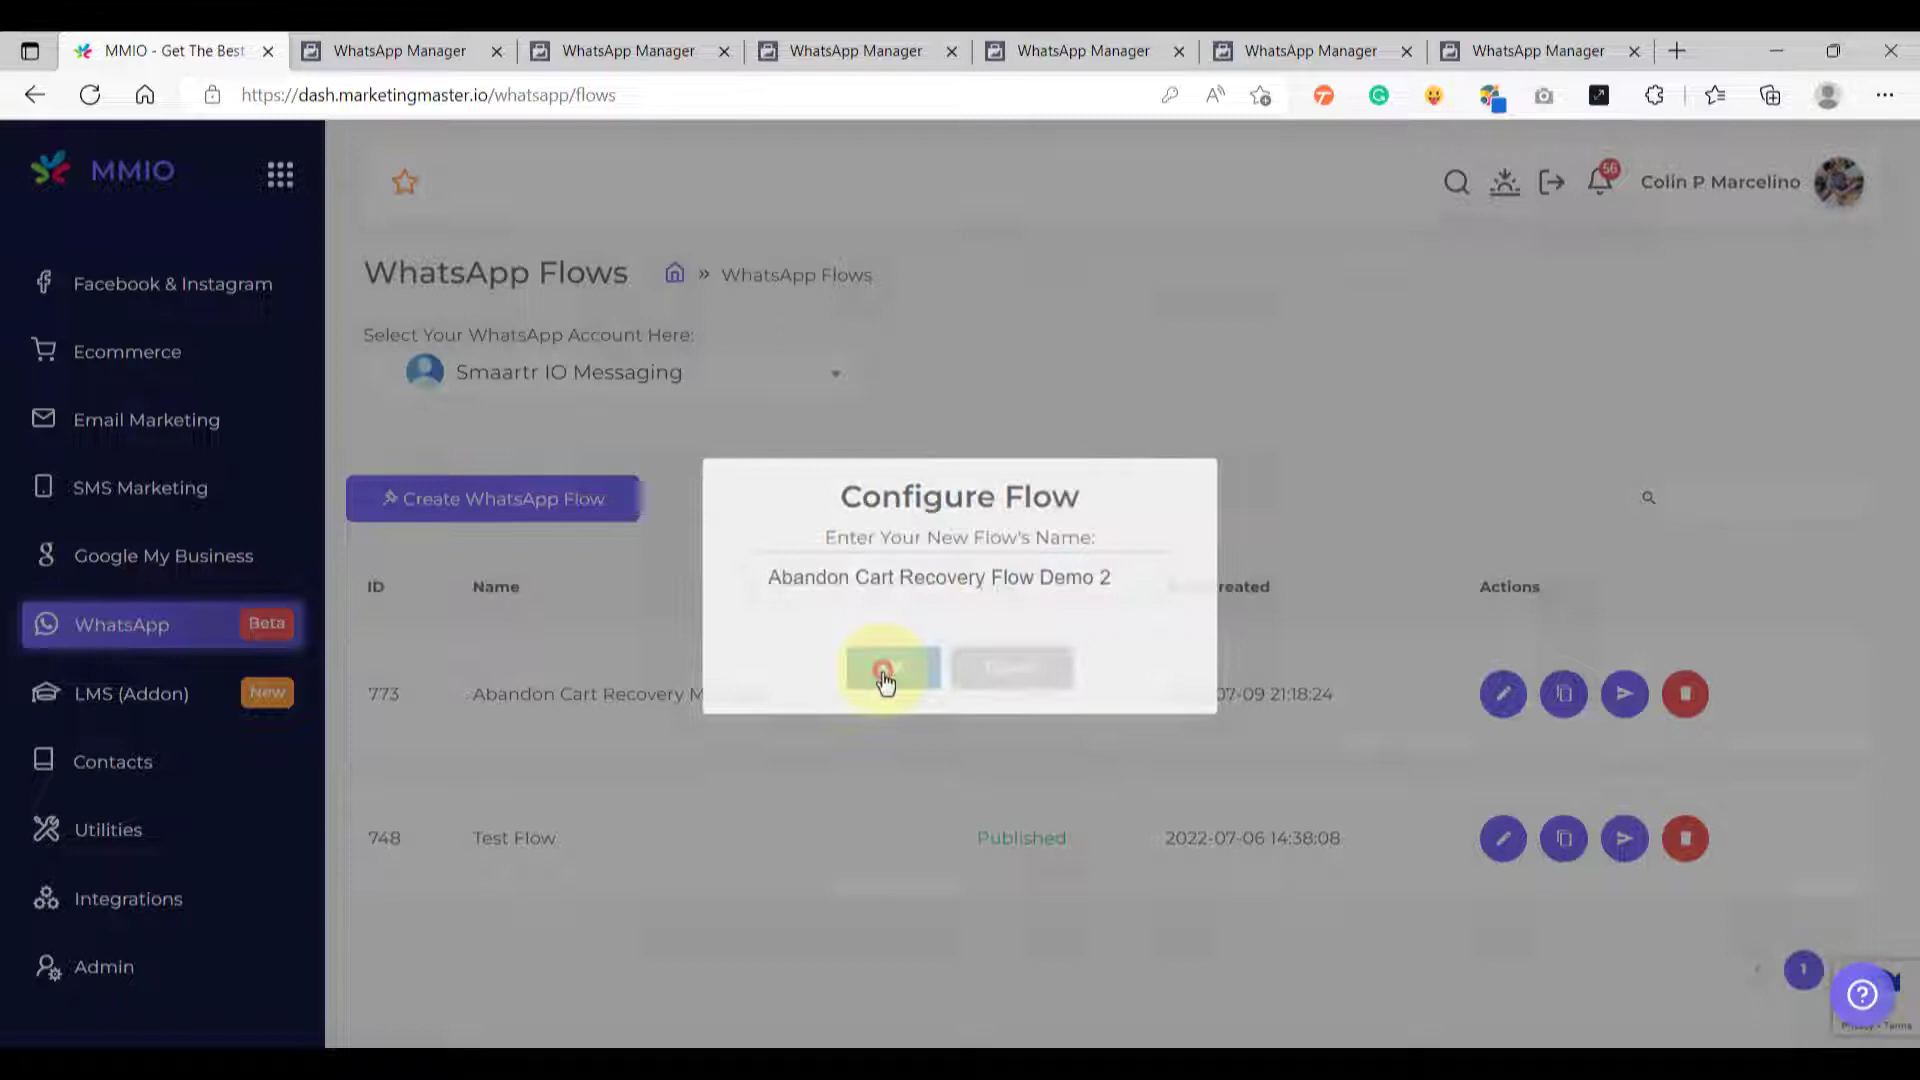 MMIO - Get The Best
WhatsApp Manager
WhatsApp Manager
WhatsApp Manager
WhatsApp Manager
WhatsApp Manager
WhatsApp Manager
https://dash.marketingmaster.io/whatsapp/flows
MMIO
56
Colin P Marcelino
Facebook & Instagram
Ecommerce
Email Marketing
SMS Marketing
Google My Business
WhatsApp Beta
LMS (Addon) New
Contacts
Utilities
Integrations
Admin
WhatsApp Flows » WhatsApp Flows
Select Your WhatsApp Account Here:
Smaartr IO Messaging
Create WhatsApp Flow
Configure Flow
Enter Your New Flow's Name:
Abandon Cart Recovery Flow Demo 2
ID Name Actions
773 Abandon Cart Recovery 07-09 21:18:24
748 Test Flow Published 2022-07-06 14:38:08
1
Privacy - Terms